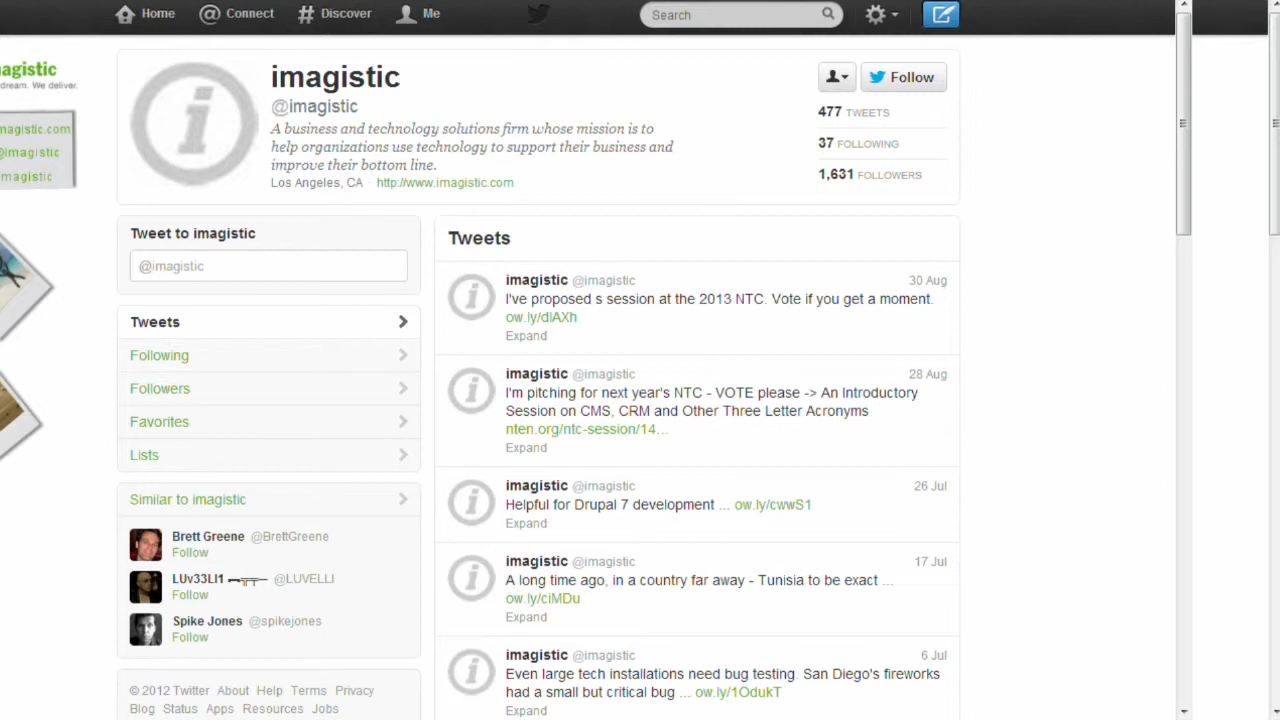 Home
Connect
Discover
Me
Search
agistic
dream. We deliver.
magistic.com
@imagistic
magistic
imagistic
@imagistic
A business and technology solutions firm whose mission is to
help organizations use technology to support their business and
improve their bottom line.
Los Angeles, CA · http://www.imagistic.com
Follow
477 TWEETS
37 FOLLOWING
1,631 FOLLOWERS
Tweet to imagistic
@imagistic
Tweets
Following
Followers
Favorites
Lists
Similar to imagistic
Brett Greene @BrettGreene
Follow
LUv33LI1 @LUVELLI
Follow
Spike Jones @spikejones
Follow
© 2012 Twitter About Help Terms Privacy
Blog Status Apps Resources Jobs
Tweets
imagistic @imagistic 30 Aug
I've proposed s session at the 2013 NTC. Vote if you get a moment.
ow.ly/dlAXh
Expand
imagistic @imagistic 28 Aug
I'm pitching for next year's NTC - VOTE please -> An Introductory
Session on CMS, CRM and Other Three Letter Acronyms
nten.org/ntc-session/14...
Expand
imagistic @imagistic 26 Jul
Helpful for Drupal 7 development ... ow.ly/cwwS1
Expand
imagistic @imagistic 17 Jul
A long time ago, in a country far away - Tunisia to be exact ...
ow.ly/ciMDu
Expand
imagistic @imagistic 6 Jul
Even large tech installations need bug testing. San Diego's fireworks
had a small but critical bug ... ow.ly/1OdukT
Expand